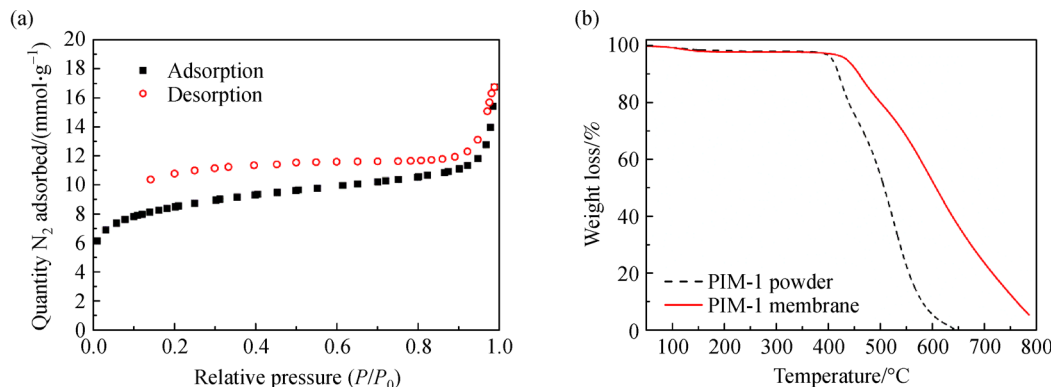 (a)
20
18
16
14
12
10
8
6
4
2
0
0.0 0.2 0.4 0.6 0.8 1.0
Quantity N₂ adsorbed/(mmol·g⁻¹)
Relative pressure (P/P₀)
Adsorption
Desorption
(b)
100
80
60
40
20
0
100 200 300 400 500 600 700 800
Weight loss/%
Temperature/°C
PIM-1 powder
PIM-1 membrane